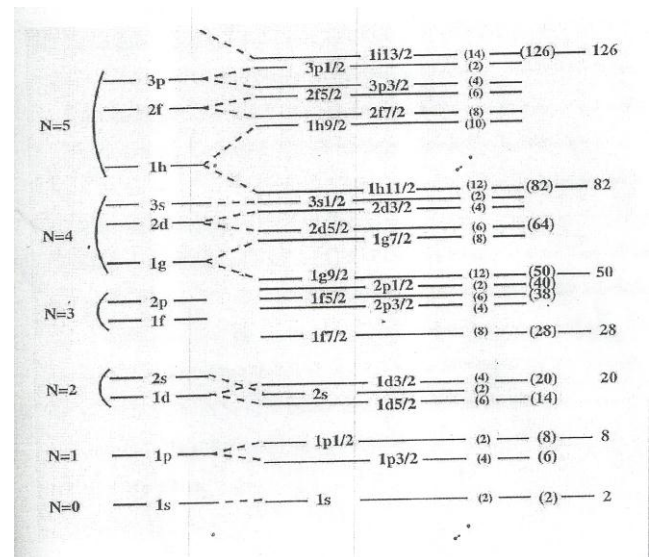 1i13/2 (14) (126) 126
3p1/2 (2)
3p 3p3/2 (4)
2f5/2 (6)
2f 2f7/2 (8)
N=5 1h9/2 (10)
1h
1h11/2 (12) (82) 82
3s 3s1/2 (2)
2d3/2 (4)
2d 2d5/2 (6) (64)
N=4 1g7/2 (8)
1g
1g9/2 (12) (50) 50
2p1/2 (2) (40)
2p 1f5/2 (6) (38)
N=3 2p3/2 (4)
1f
1f7/2 (8) (28) 28
2s 1d3/2 (4) (20) 20
N=2 2s (2)
1d 1d5/2 (6) (14)
1p1/2 (2) (8) 8
N=1 1p 1p3/2 (4) (6)
N=0 1s 1s (2) (2) 2